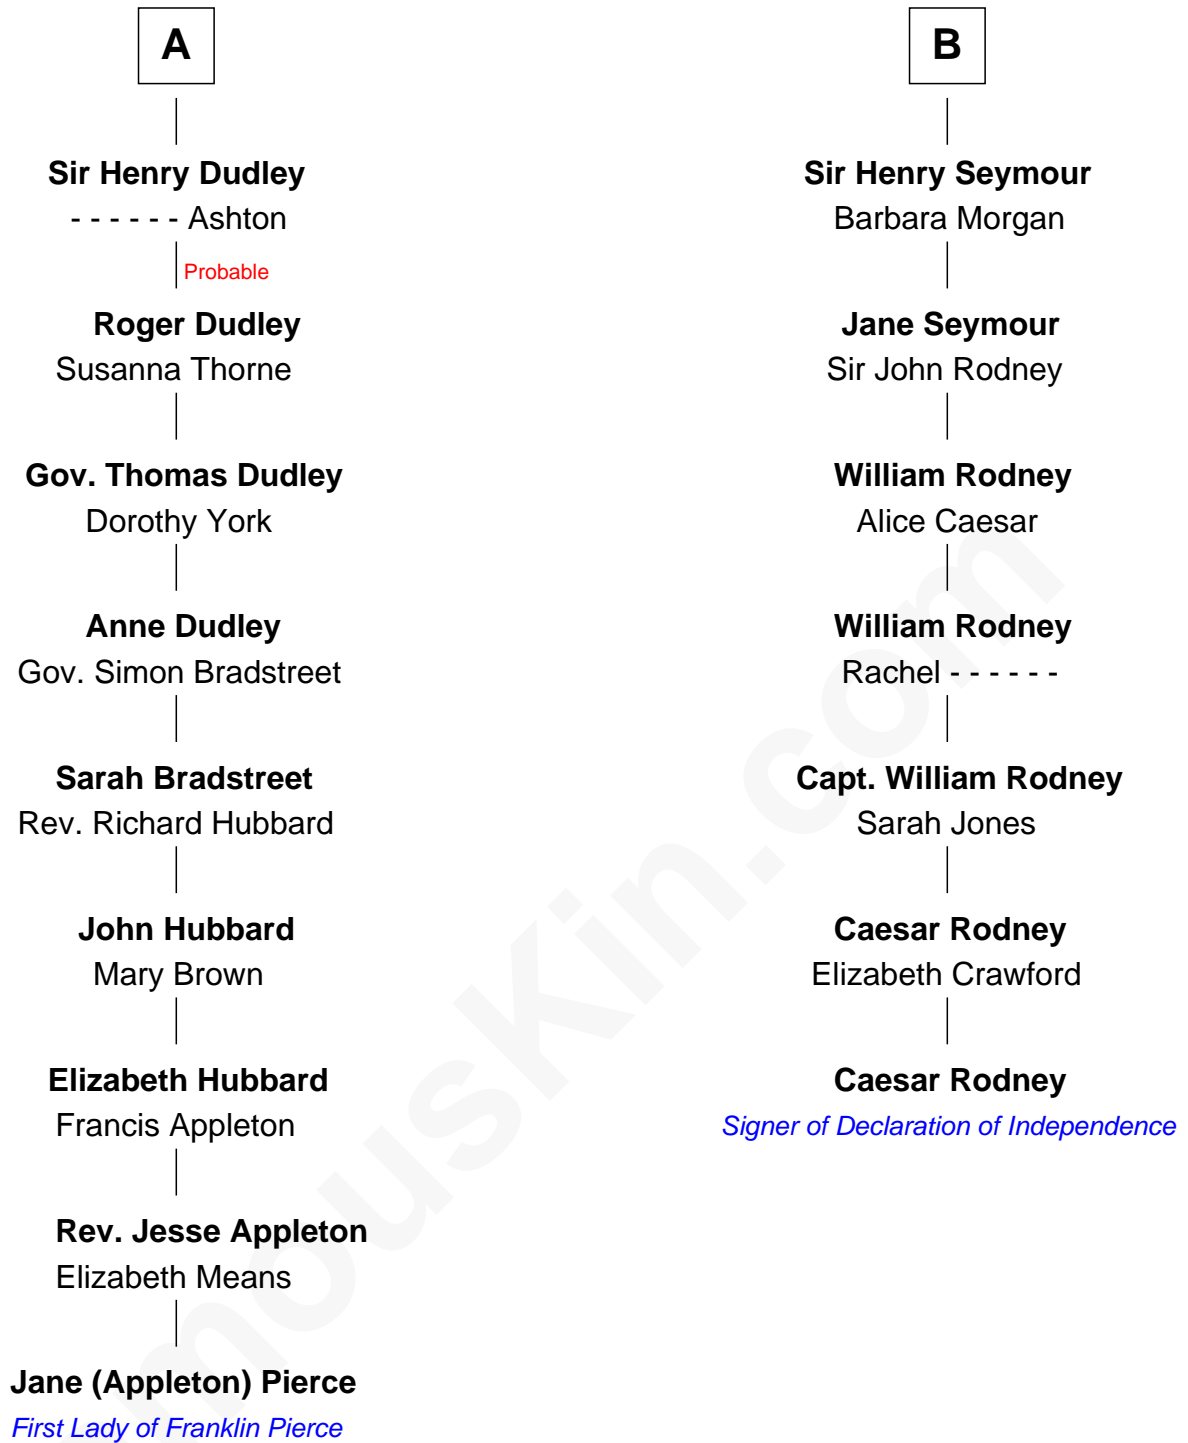 A
Sir Henry Dudley
- - - - - - Ashton
Probable
Roger Dudley
Susanna Thorne
Gov. Thomas Dudley
Dorothy York
Anne Dudley
Gov. Simon Bradstreet
Sarah Bradstreet
Rev. Richard Hubbard
John Hubbard
Mary Brown
Elizabeth Hubbard
Francis Appleton
Rev. Jesse Appleton
Elizabeth Means
Jane (Appleton) Pierce
First Lady of Franklin Pierce
B
Sir Henry Seymour
Barbara Morgan
Jane Seymour
Sir John Rodney
William Rodney
Alice Caesar
William Rodney
Rachel - - - - - -
Capt. William Rodney
Sarah Jones
Caesar Rodney
Elizabeth Crawford
Caesar Rodney
Signer of Declaration of Independence
mouskin.com